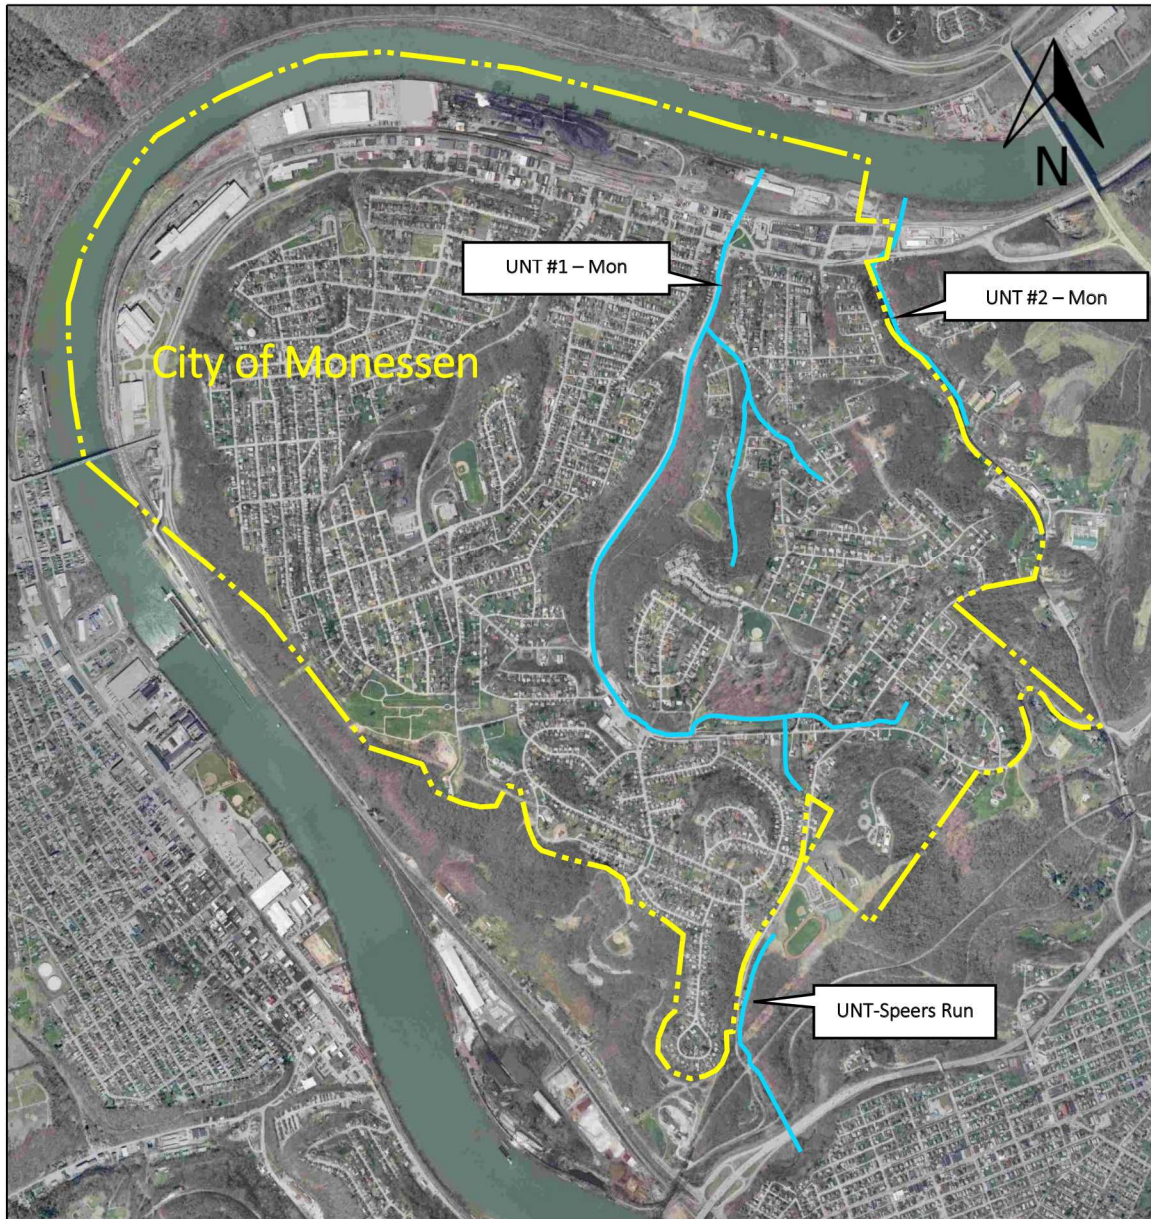 N
UNT #1 – Mon
UNT #2 – Mon
City of Monessen
UNT-Speers Run